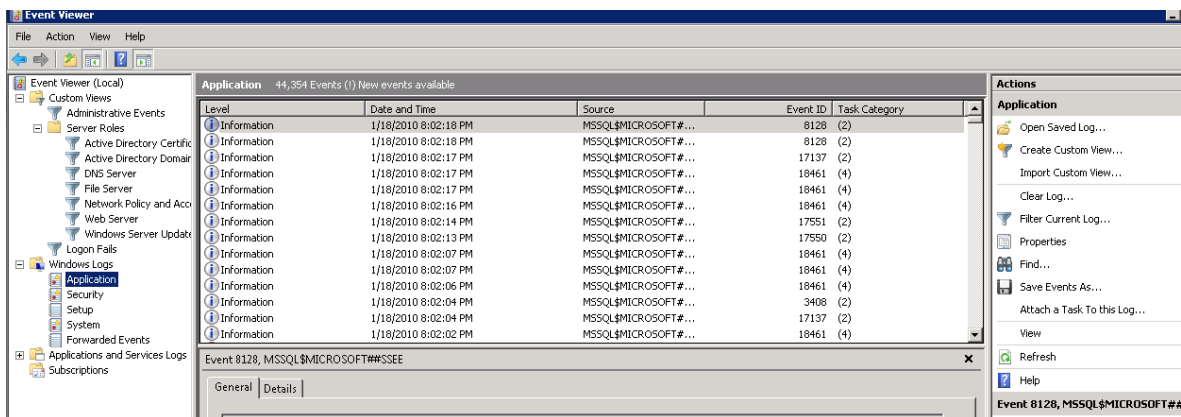 Event Viewer
File Action View Help
Event Viewer (Local)
Custom Views
Administrative Events
Server Roles
Active Directory Certific
Active Directory Domain
DNS Server
File Server
Network Policy and Acc
Web Server
Windows Server Update
Logon Fails
Windows Logs
Application
Security
Setup
System
Forwarded Events
Applications and Services Logs
Subscriptions
Application 44,354 Events (!) New events available
Level Date and Time Source Event ID Task Category
Information 1/18/2010 8:02:18 PM MSSQL$MICROSOFT#... 8128 (2)
Information 1/18/2010 8:02:18 PM MSSQL$MICROSOFT#... 8128 (2)
Information 1/18/2010 8:02:17 PM MSSQL$MICROSOFT#... 17137 (2)
Information 1/18/2010 8:02:17 PM MSSQL$MICROSOFT#... 18461 (4)
Information 1/18/2010 8:02:17 PM MSSQL$MICROSOFT#... 18461 (4)
Information 1/18/2010 8:02:16 PM MSSQL$MICROSOFT#... 18461 (4)
Information 1/18/2010 8:02:14 PM MSSQL$MICROSOFT#... 17551 (2)
Information 1/18/2010 8:02:13 PM MSSQL$MICROSOFT#... 17550 (2)
Information 1/18/2010 8:02:07 PM MSSQL$MICROSOFT#... 18461 (4)
Information 1/18/2010 8:02:07 PM MSSQL$MICROSOFT#... 18461 (4)
Information 1/18/2010 8:02:06 PM MSSQL$MICROSOFT#... 18461 (4)
Information 1/18/2010 8:02:04 PM MSSQL$MICROSOFT#... 3408 (2)
Information 1/18/2010 8:02:04 PM MSSQL$MICROSOFT#... 17137 (2)
Information 1/18/2010 8:02:02 PM MSSQL$MICROSOFT#... 18461 (4)
Event 8128, MSSQL$MICROSOFT##SSEE
General Details
Actions
Application
Open Saved Log...
Create Custom View...
Import Custom View...
Clear Log...
Filter Current Log...
Properties
Find...
Save Events As...
Attach a Task To this Log...
View
Refresh
Help
Event 8128, MSSQL$MICROSOFT##